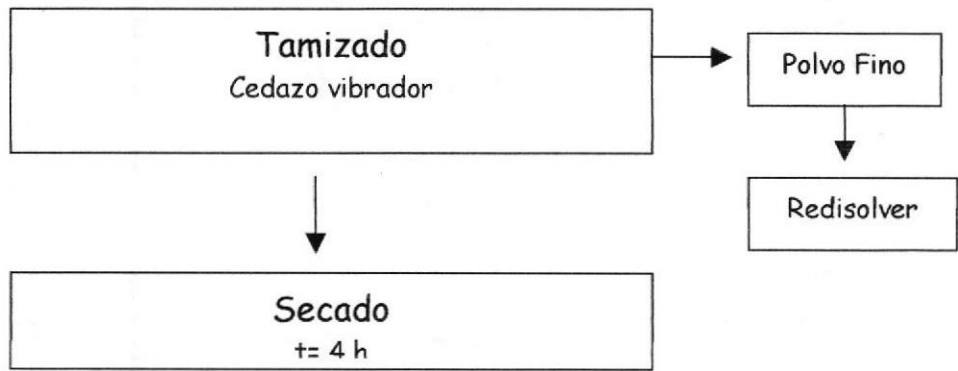 Tamizado
Cedazo vibrador
Polvo Fino
Redisolver
Secado
t= 4 h